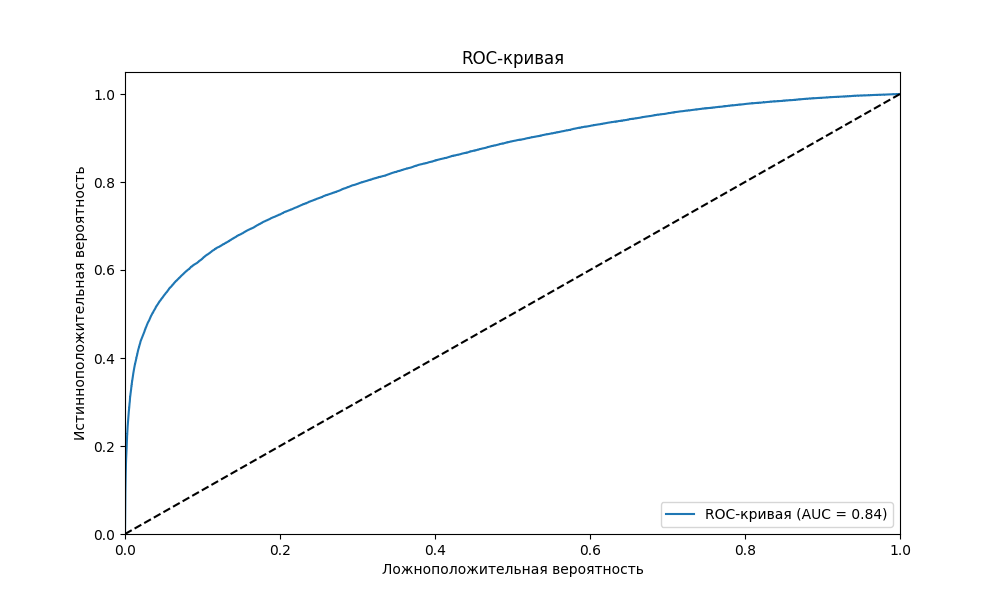 ROC-кривая
1.0
0.8
0.6
0.4
0.2
0.0
Истинноположительная вероятность
ROC-кривая (AUC = 0.84)
0.0 0.2 0.4 0.6 0.8 1.0
Ложноположительная вероятность